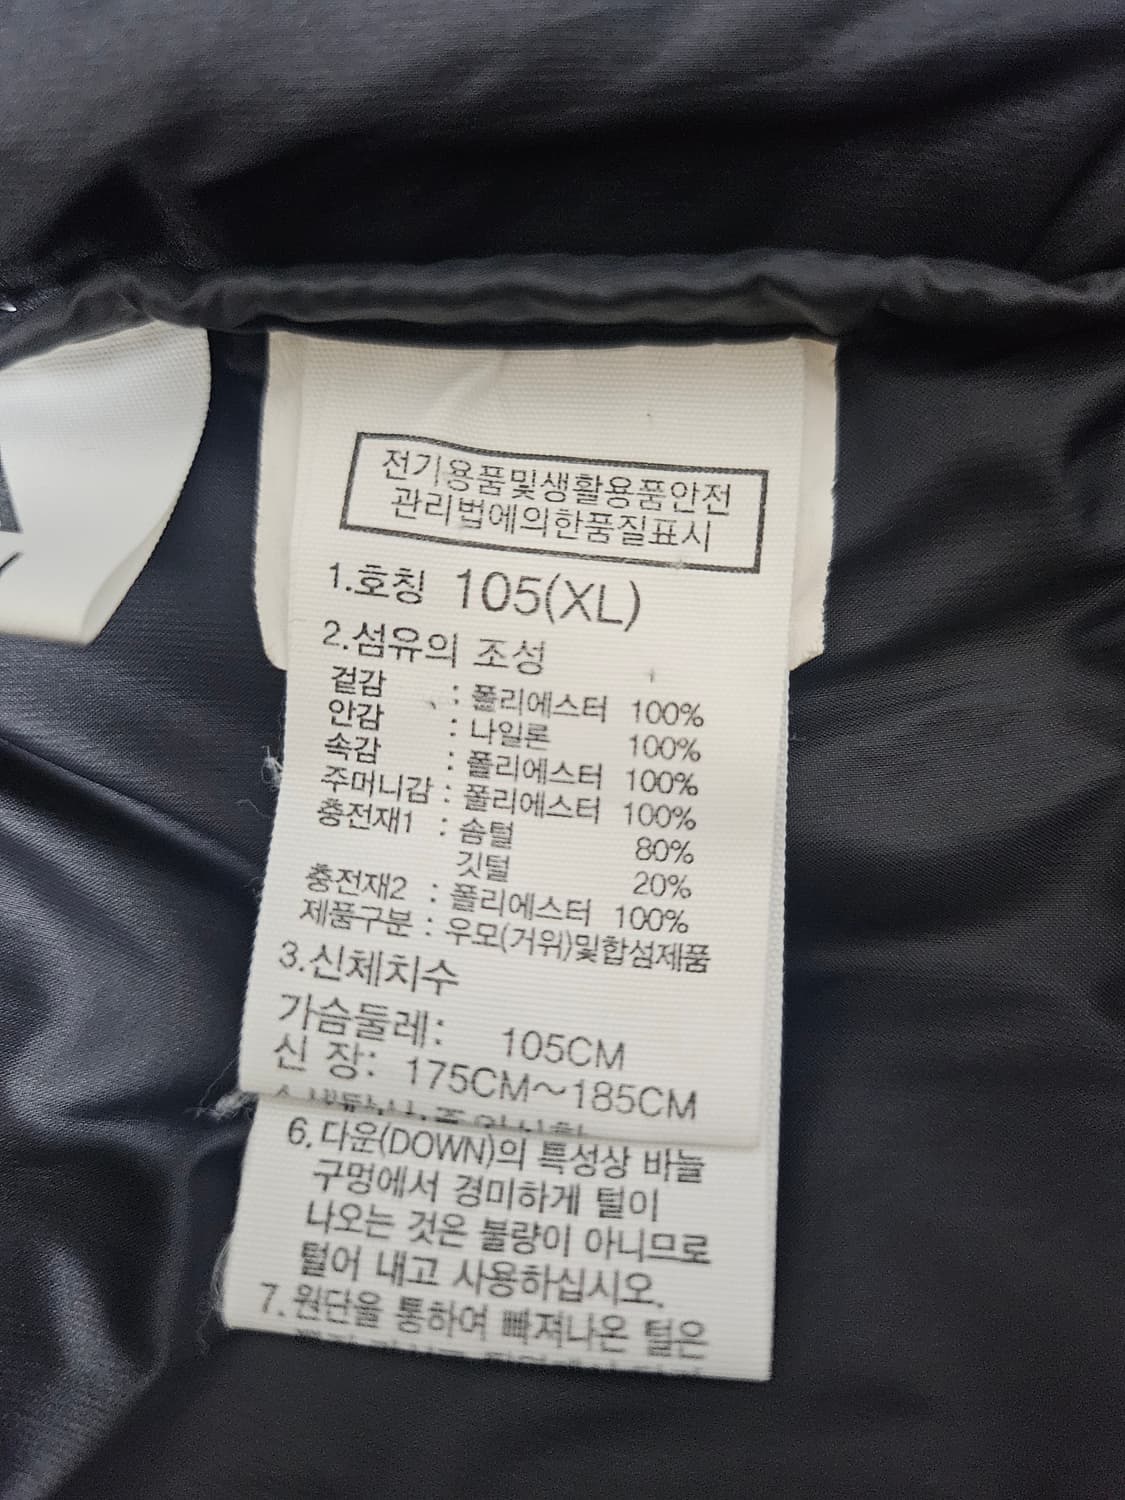 전기용품및생활용품안전
관리법에의한품질표시
1.호칭 105(XL)
2.섬유의 조성
겉감 : 폴리에스터 100%
안감 : 나일론 100%
속감 : 폴리에스터 100%
주머니감 : 폴리에스터 100%
충전재1 : 솜털 80%
깃털 20%
충전재2 : 폴리에스터 100%
제품구분 : 우모(거위)및합섬제품
3.신체치수
가슴둘레: 105CM
신 장: 175CM~185CM
6. 다운(DOWN)의 특성상 바늘
구멍에서 경미하게 털이
나오는 것은 불량이 아니므로
털어 내고 사용하십시오.
7. 원단을 통하여 빠져나온 털은